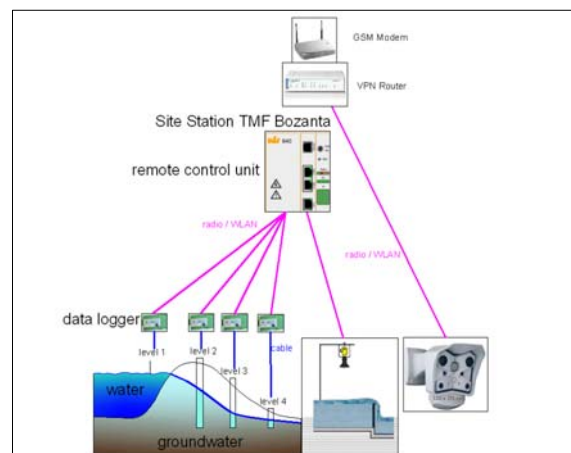 GSM Modem
VPN Router
Site Station TMF Bozanta
remote control unit
radio / WLAN
radio / WLAN
data logger
level 1
level 2
level 3
level 4
cable
water
groundwater